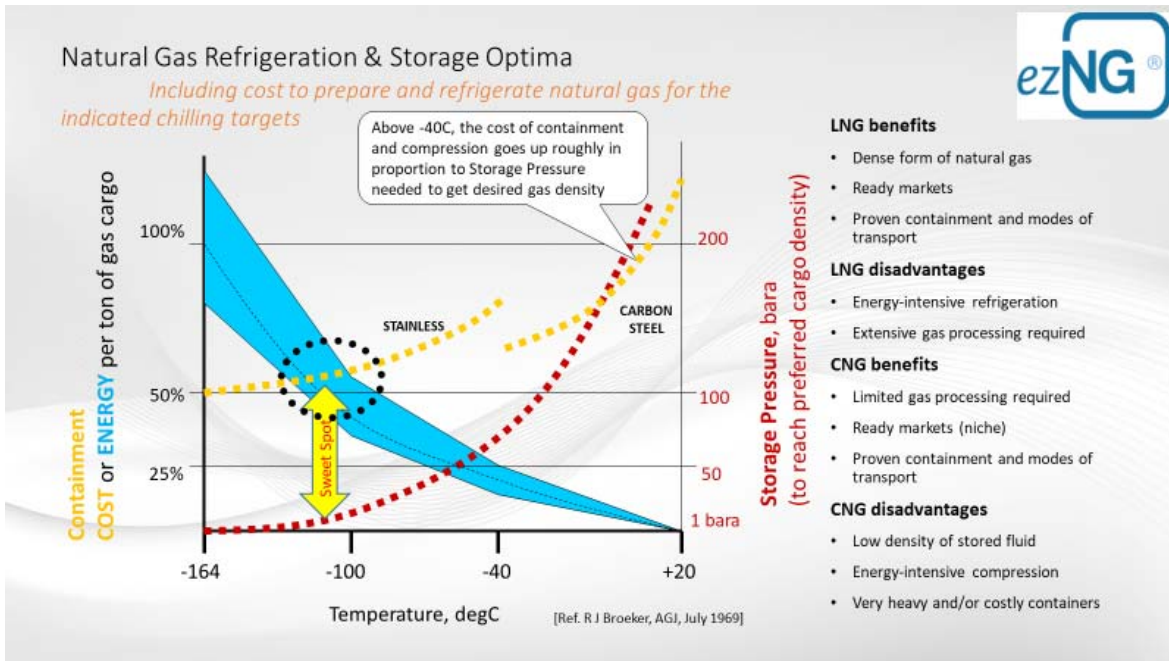 Natural Gas Refrigeration & Storage Optima
Including cost to prepare and refrigerate natural gas for the
indicated chilling targets
ezNG®
Above -40C, the cost of containment
and compression goes up roughly in
proportion to Storage Pressure
needed to get desired gas density
Containment
COST or ENERGY per ton of gas cargo
100%
50%
25%
STAINLESS
CARBON
STEEL
Sweet Spot
200
100
50
1 bara
Storage Pressure, bara
(to reach preferred cargo density)
-164
-100
-40
+20
Temperature, degC
[Ref. R J Broeker, AGJ, July 1969]
LNG benefits
• Dense form of natural gas
• Ready markets
• Proven containment and modes of
transport
LNG disadvantages
• Energy-intensive refrigeration
• Extensive gas processing required
CNG benefits
• Limited gas processing required
• Ready markets (niche)
• Proven containment and modes of
transport
CNG disadvantages
• Low density of stored fluid
• Energy-intensive compression
• Very heavy and/or costly containers